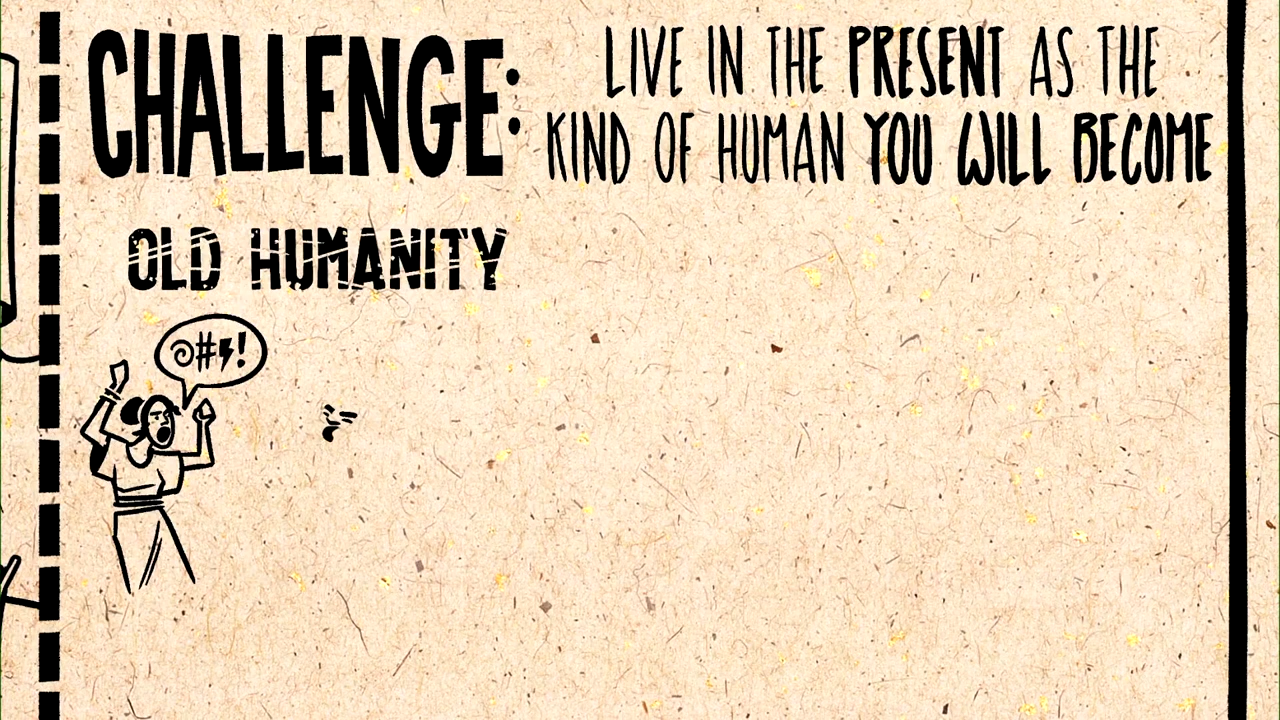 CHALLENGE:
LIVE IN THE PRESENT AS THE
KIND OF HUMAN YOU WILL BECOME
OLD HUMANITY
@#!